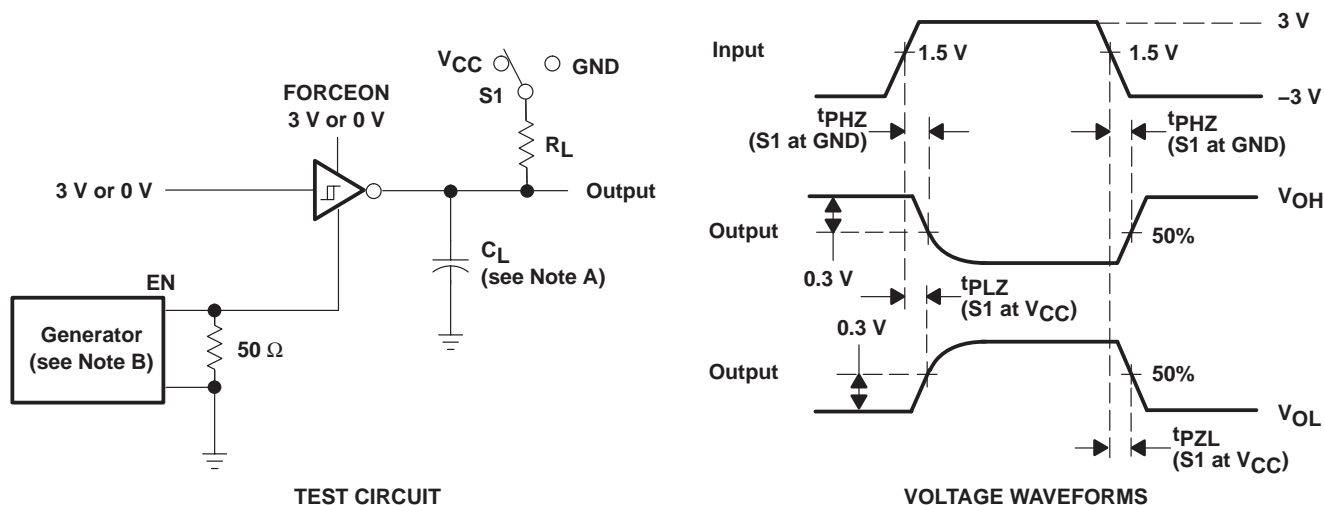 VCC
GND
S1
FORCEON
3 V or 0 V
RL
3 V or 0 V
Output
CL
(see Note A)
EN
Generator
(see Note B)
50 Ω
TEST CIRCUIT
3 V
Input
1.5 V
1.5 V
–3 V
tPHZ
(S1 at GND)
tPHZ
(S1 at GND)
VOH
Output
50%
0.3 V
tPLZ
(S1 at VCC)
0.3 V
Output
50%
VOL
tPZL
(S1 at VCC)
VOLTAGE WAVEFORMS